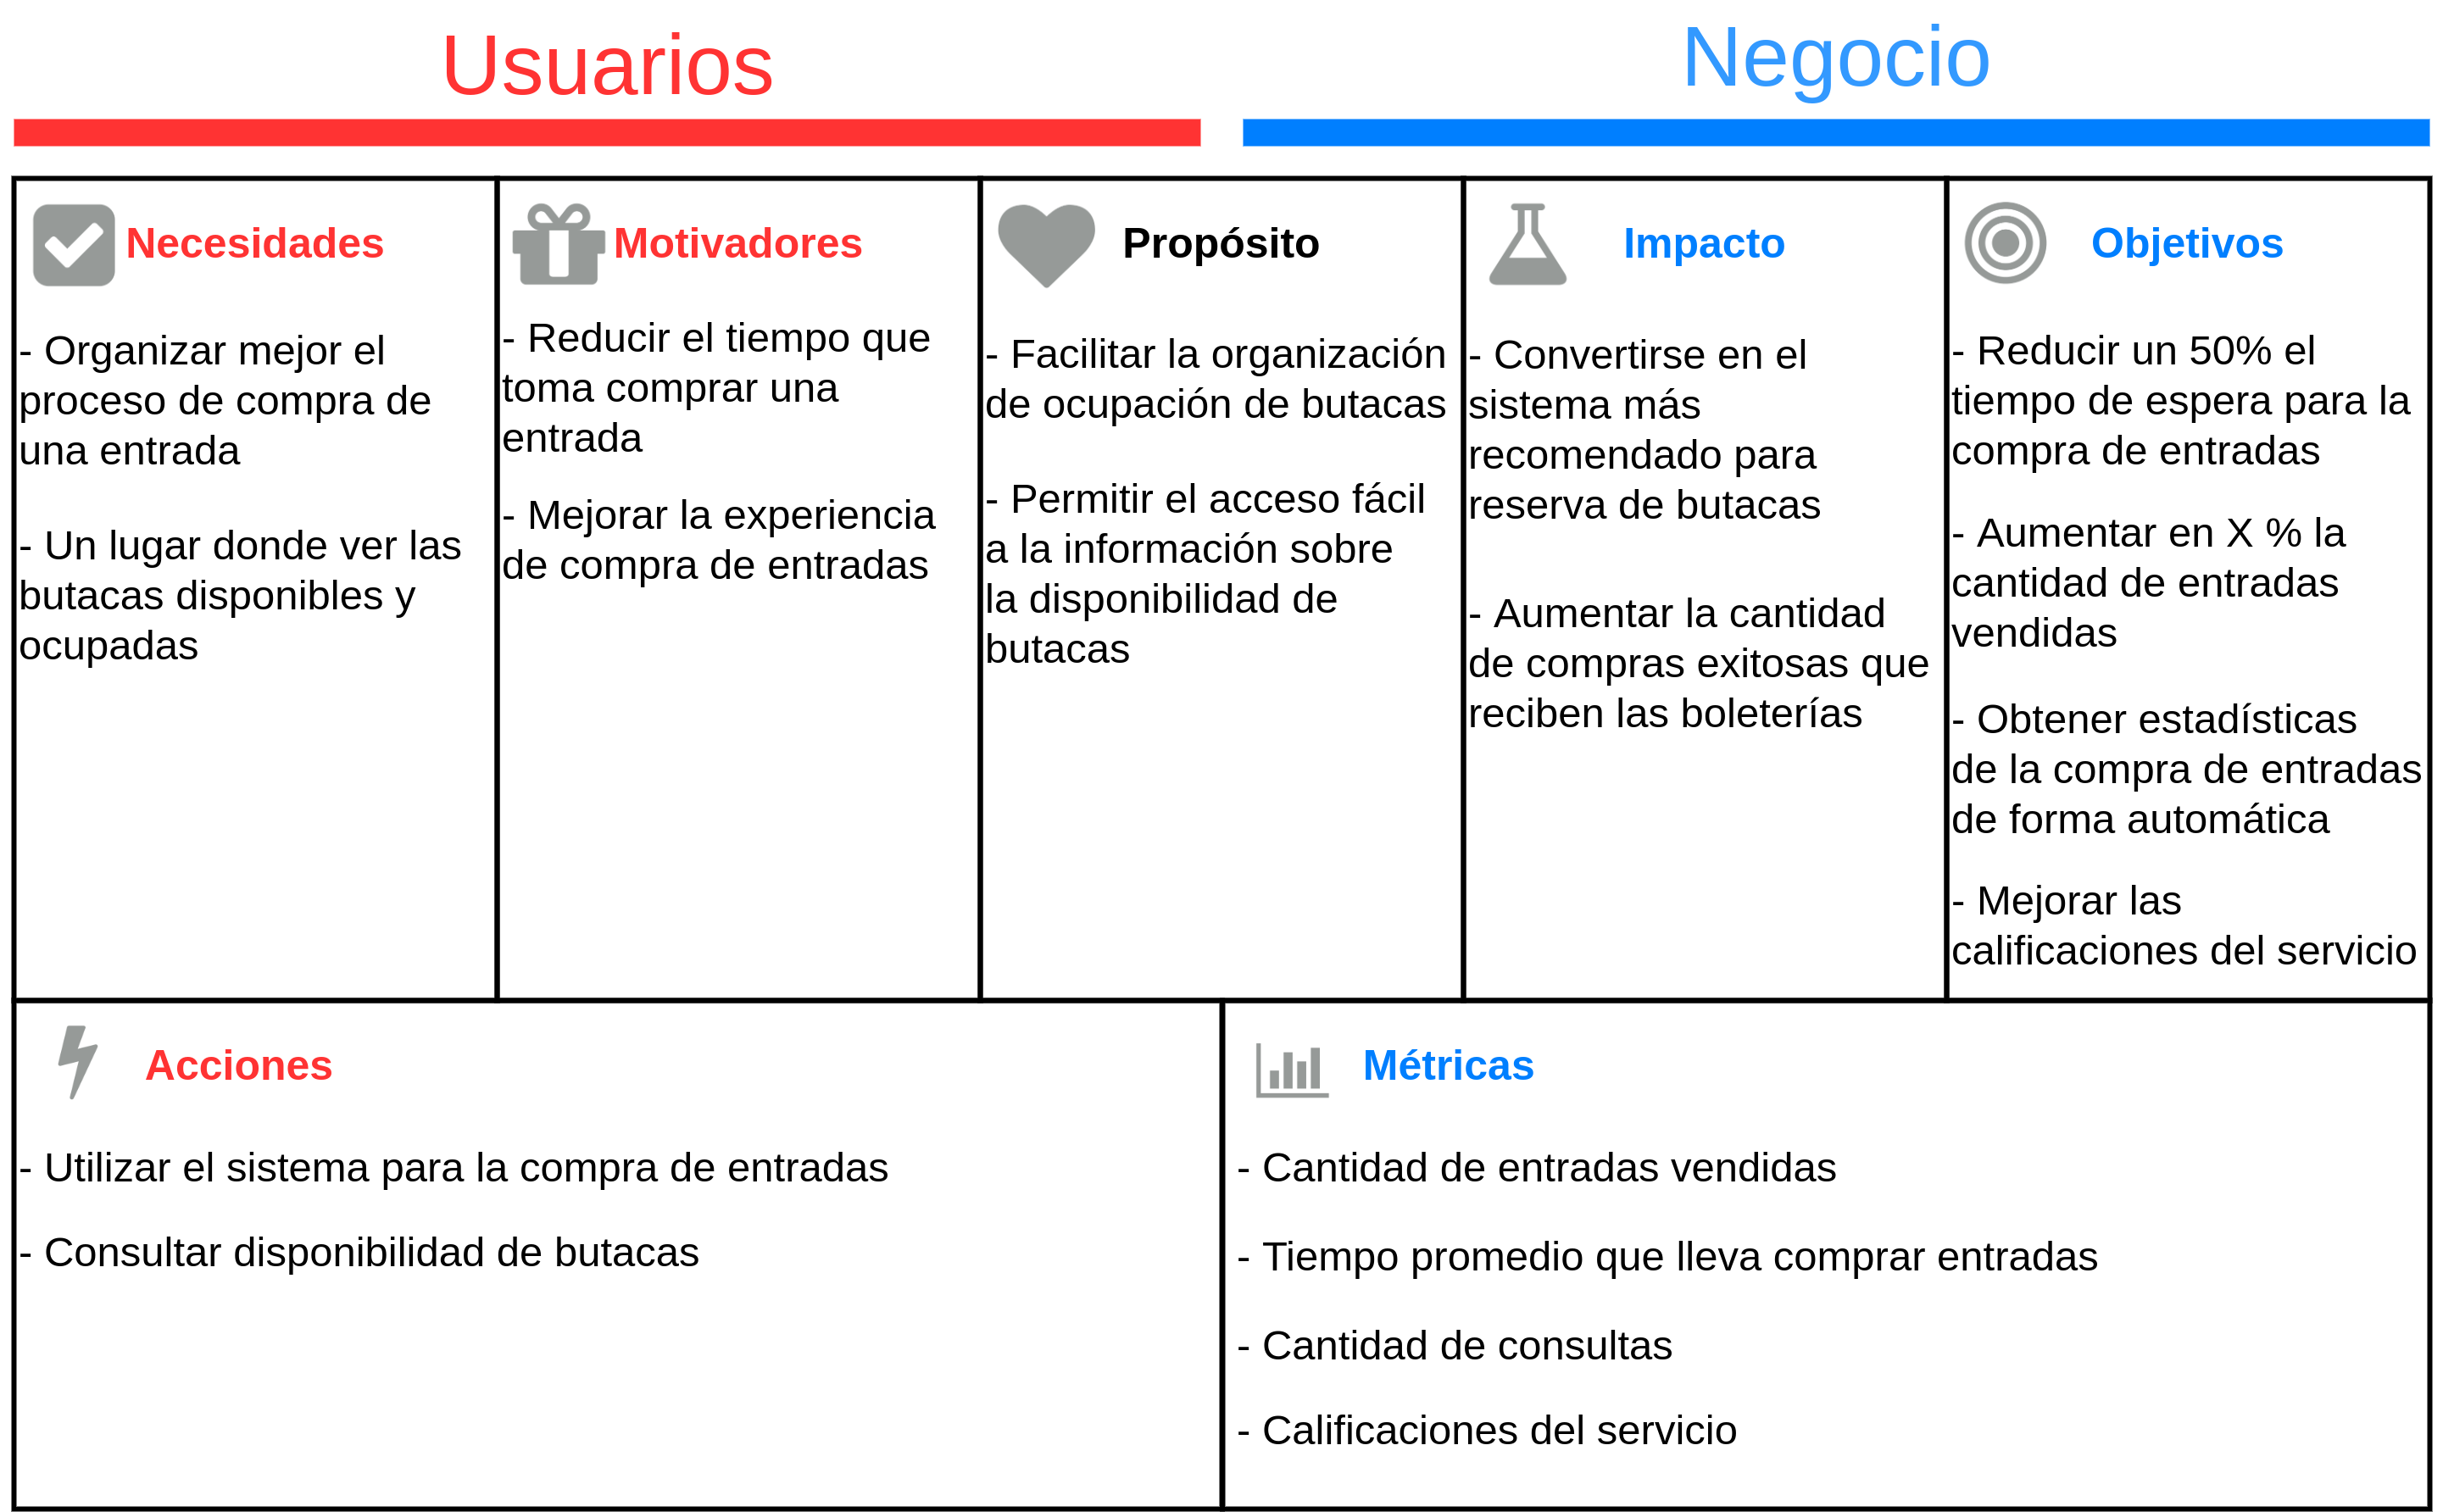 Usuarios
Negocio
Necesidades
- Organizar mejor el
proceso de compra de
una entrada
- Un lugar donde ver las
butacas disponibles y
ocupadas
Motivadores
- Reducir el tiempo que
toma comprar una
entrada
- Mejorar la experiencia
de compra de entradas
Propósito
- Facilitar la organización
de ocupación de butacas
- Permitir el acceso fácil
a la información sobre
la disponibilidad de
butacas
Impacto
- Convertirse en el
sistema más
recomendado para
reserva de butacas
- Aumentar la cantidad
de compras exitosas que
reciben las boleterías
Objetivos
- Reducir un 50% el
tiempo de espera para la
compra de entradas
- Aumentar en X % la
cantidad de entradas
vendidas
- Obtener estadísticas
de la compra de entradas
de forma automática
- Mejorar las
calificaciones del servicio
Acciones
- Utilizar el sistema para la compra de entradas
- Consultar disponibilidad de butacas
Métricas
- Cantidad de entradas vendidas
- Tiempo promedio que lleva comprar entradas
- Cantidad de consultas
- Calificaciones del servicio